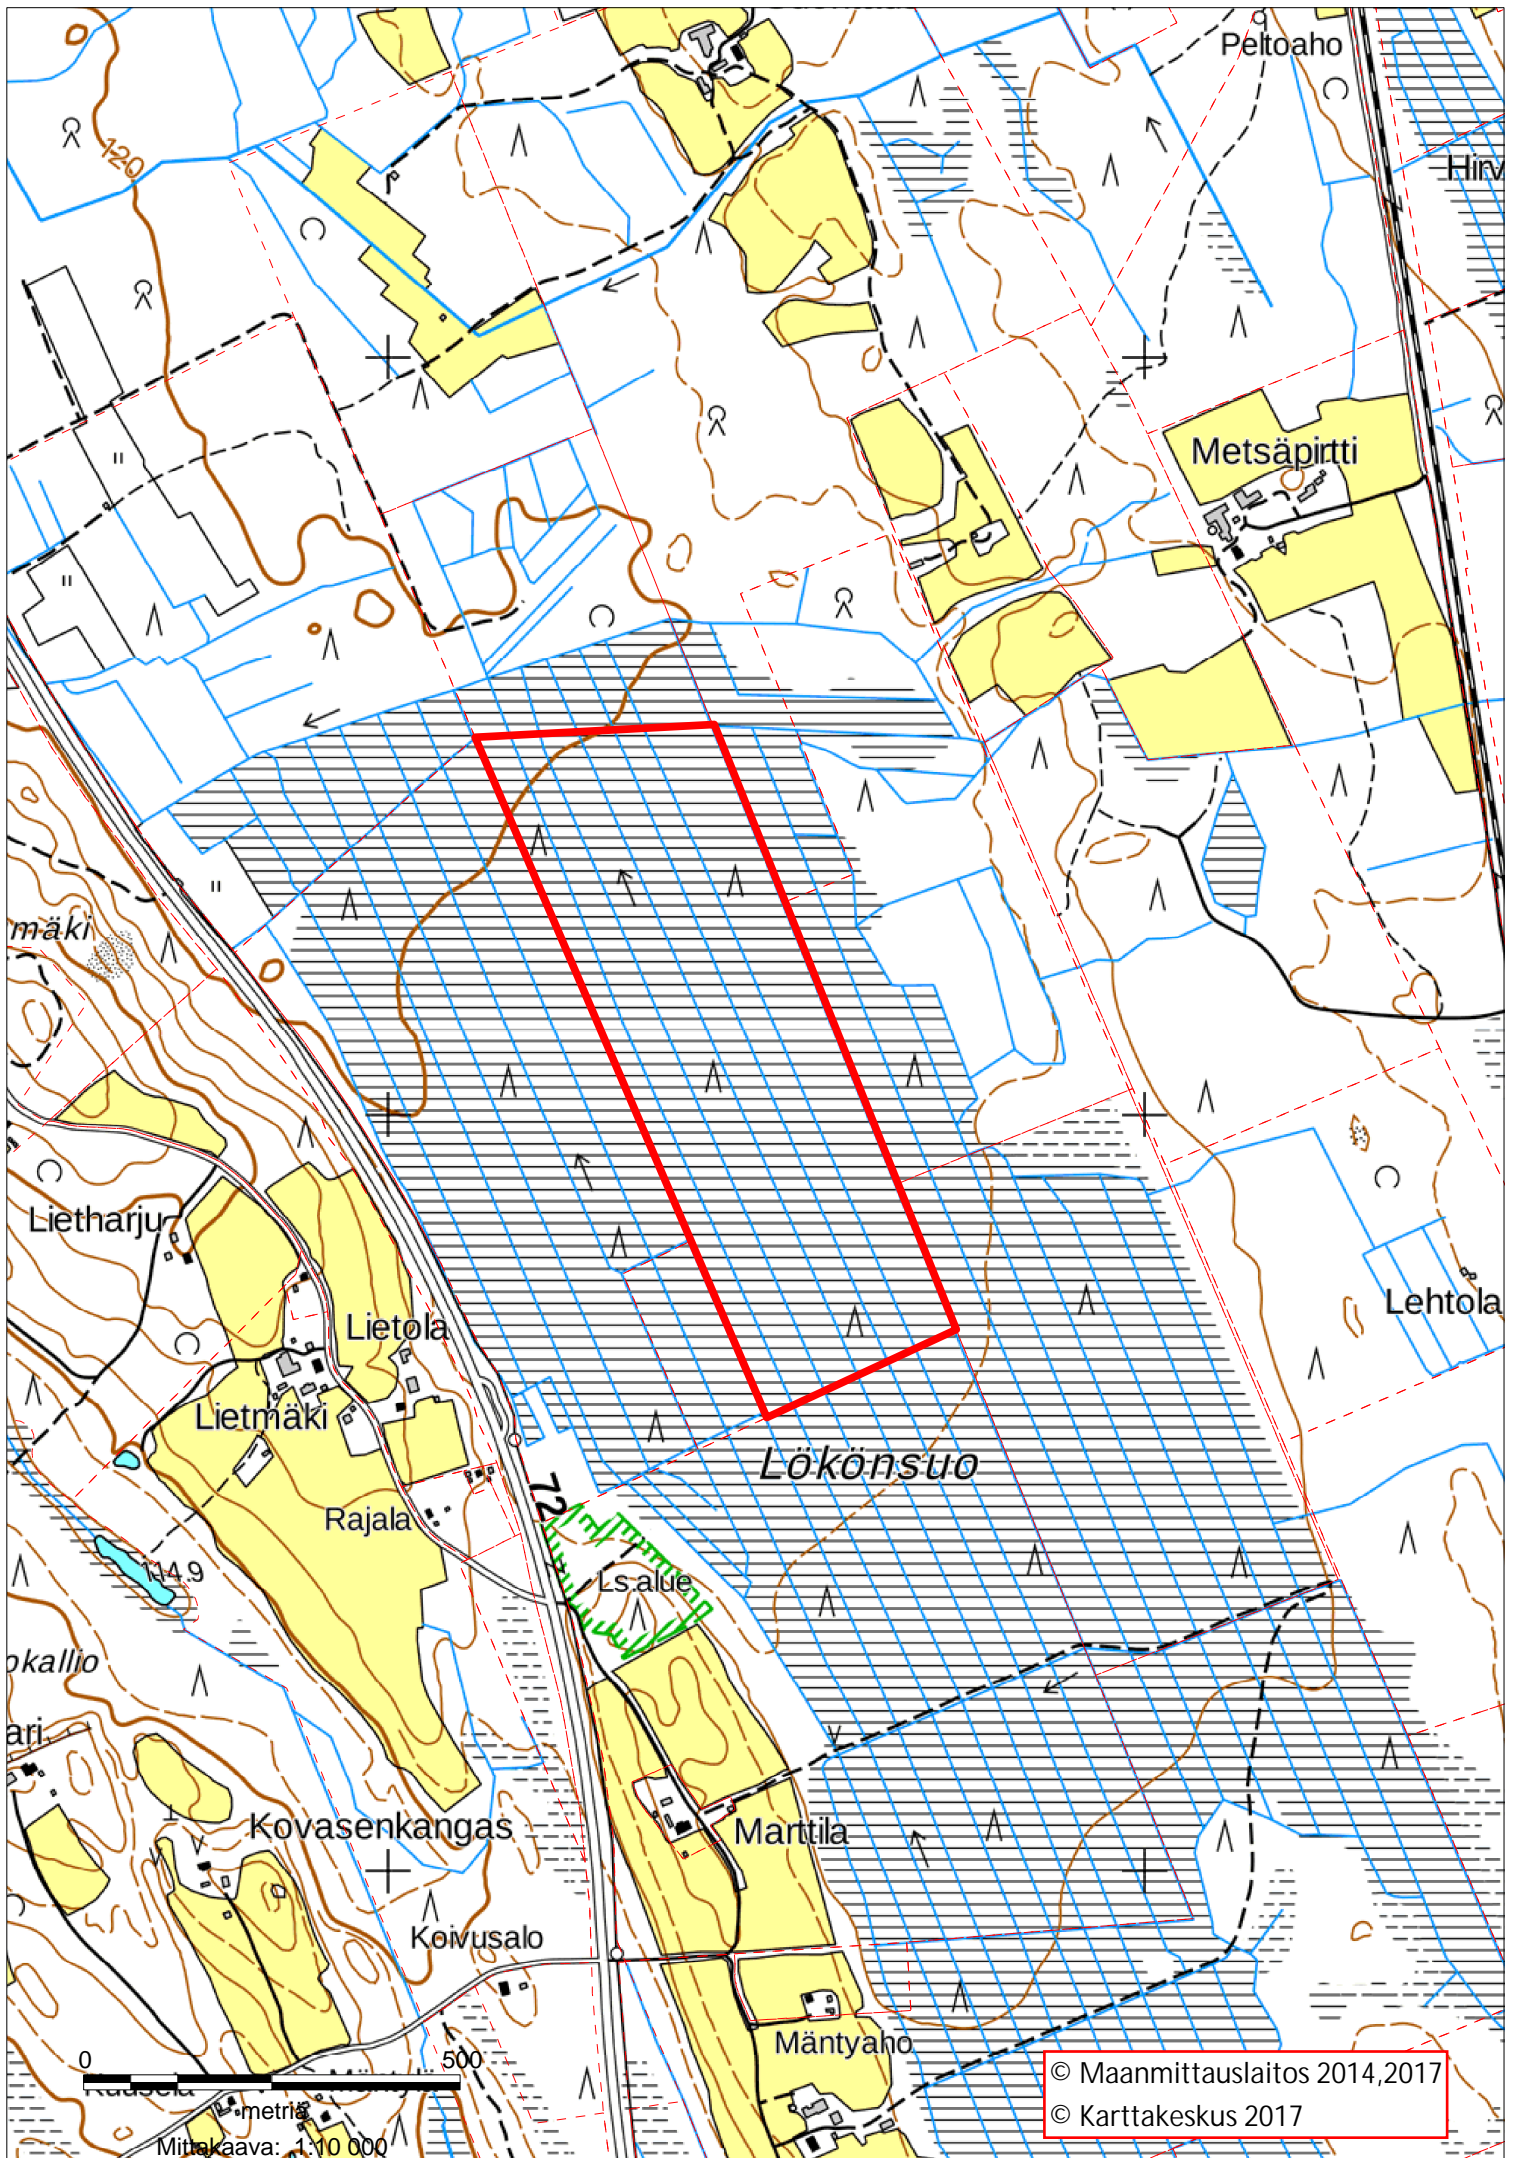 Peltoaho
Hirv
120
Metsäpirtti
mäki
Lietharju
Lehtola
Lietola
Lietmäki
Lökönsuo
72
Rajala
114.9
Ls.alue
okallio
ari
Kovasenkangas
Marttila
Koivusalo
Mäntyaho
0 500
metriä
Mittakaava: 1:10 000
© Maanmittauslaitos 2014,2017
© Karttakeskus 2017